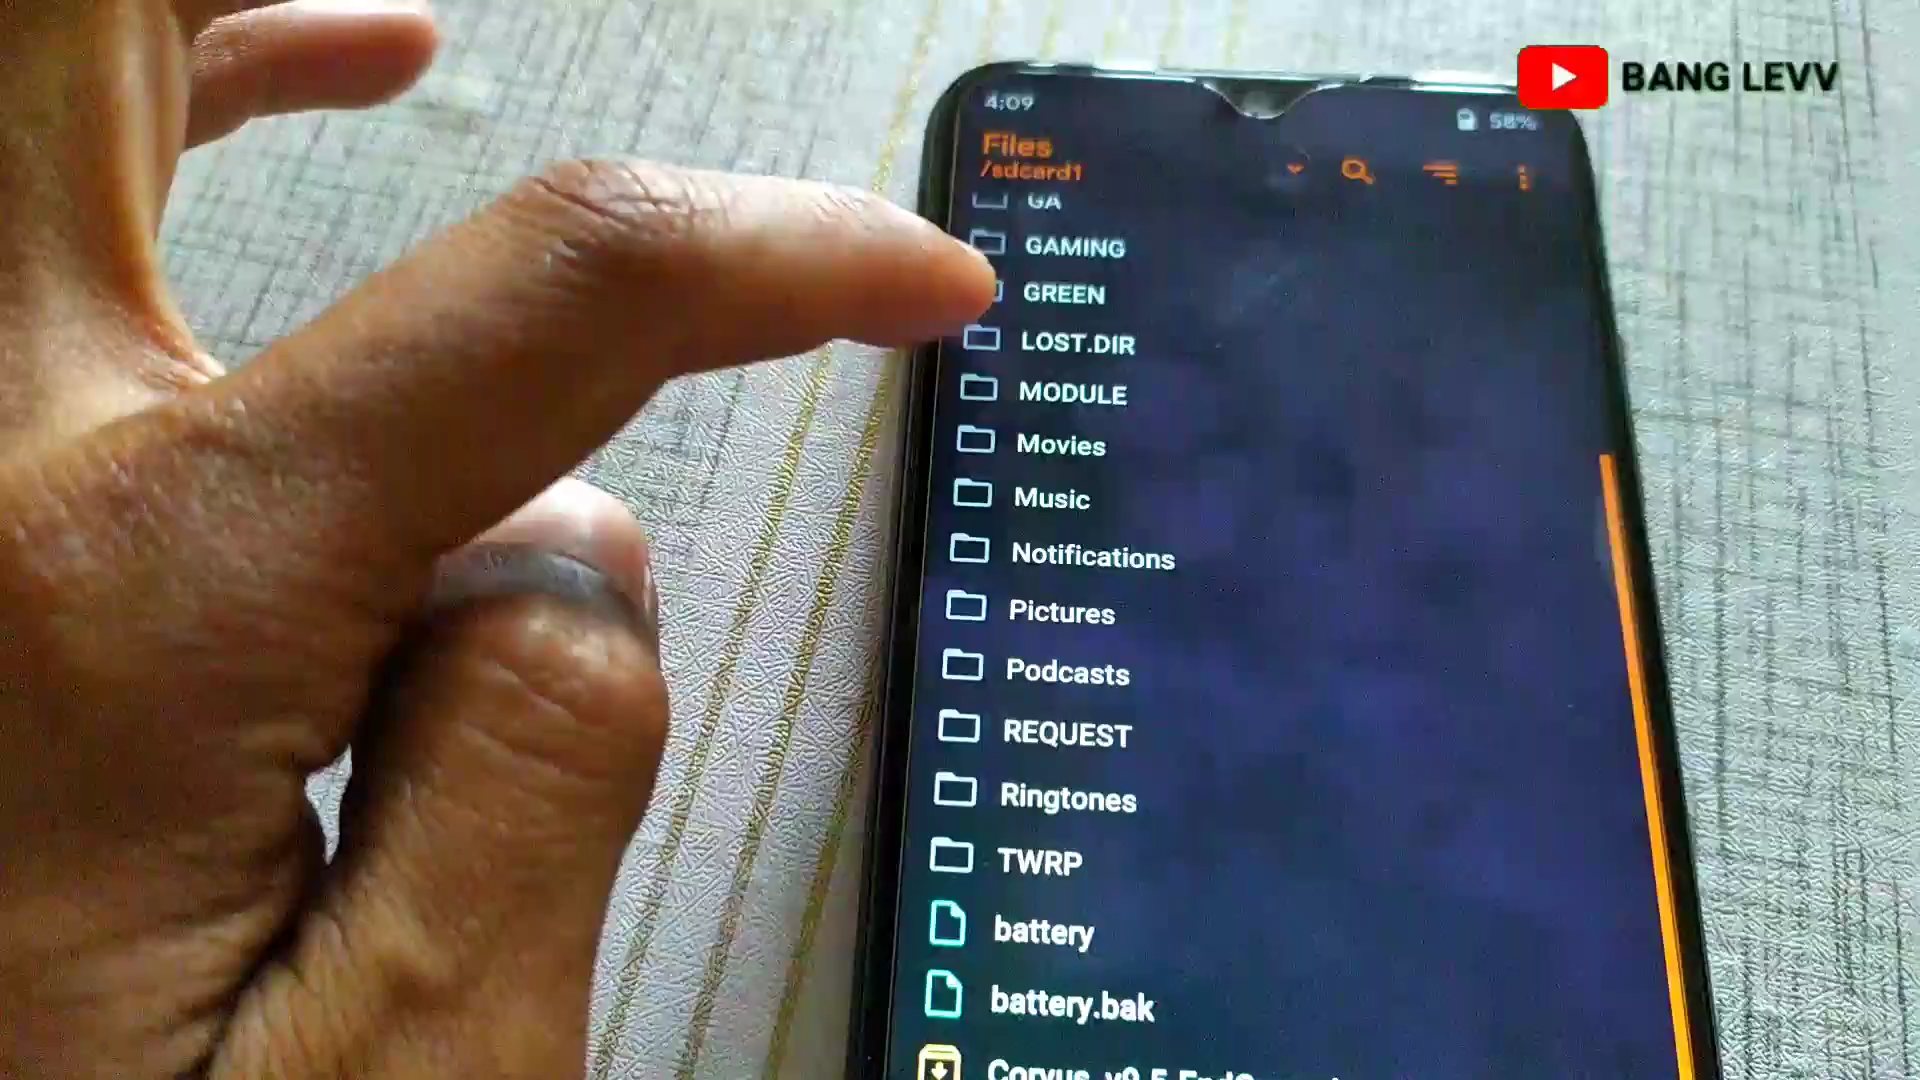 BANG LEVV
4:09
58%
Files
/sdcard1
GA
GAMING
GREEN
LOST.DIR
MODULE
Movies
Music
Notifications
Pictures
Podcasts
REQUEST
Ringtones
TWRP
battery
battery.bak